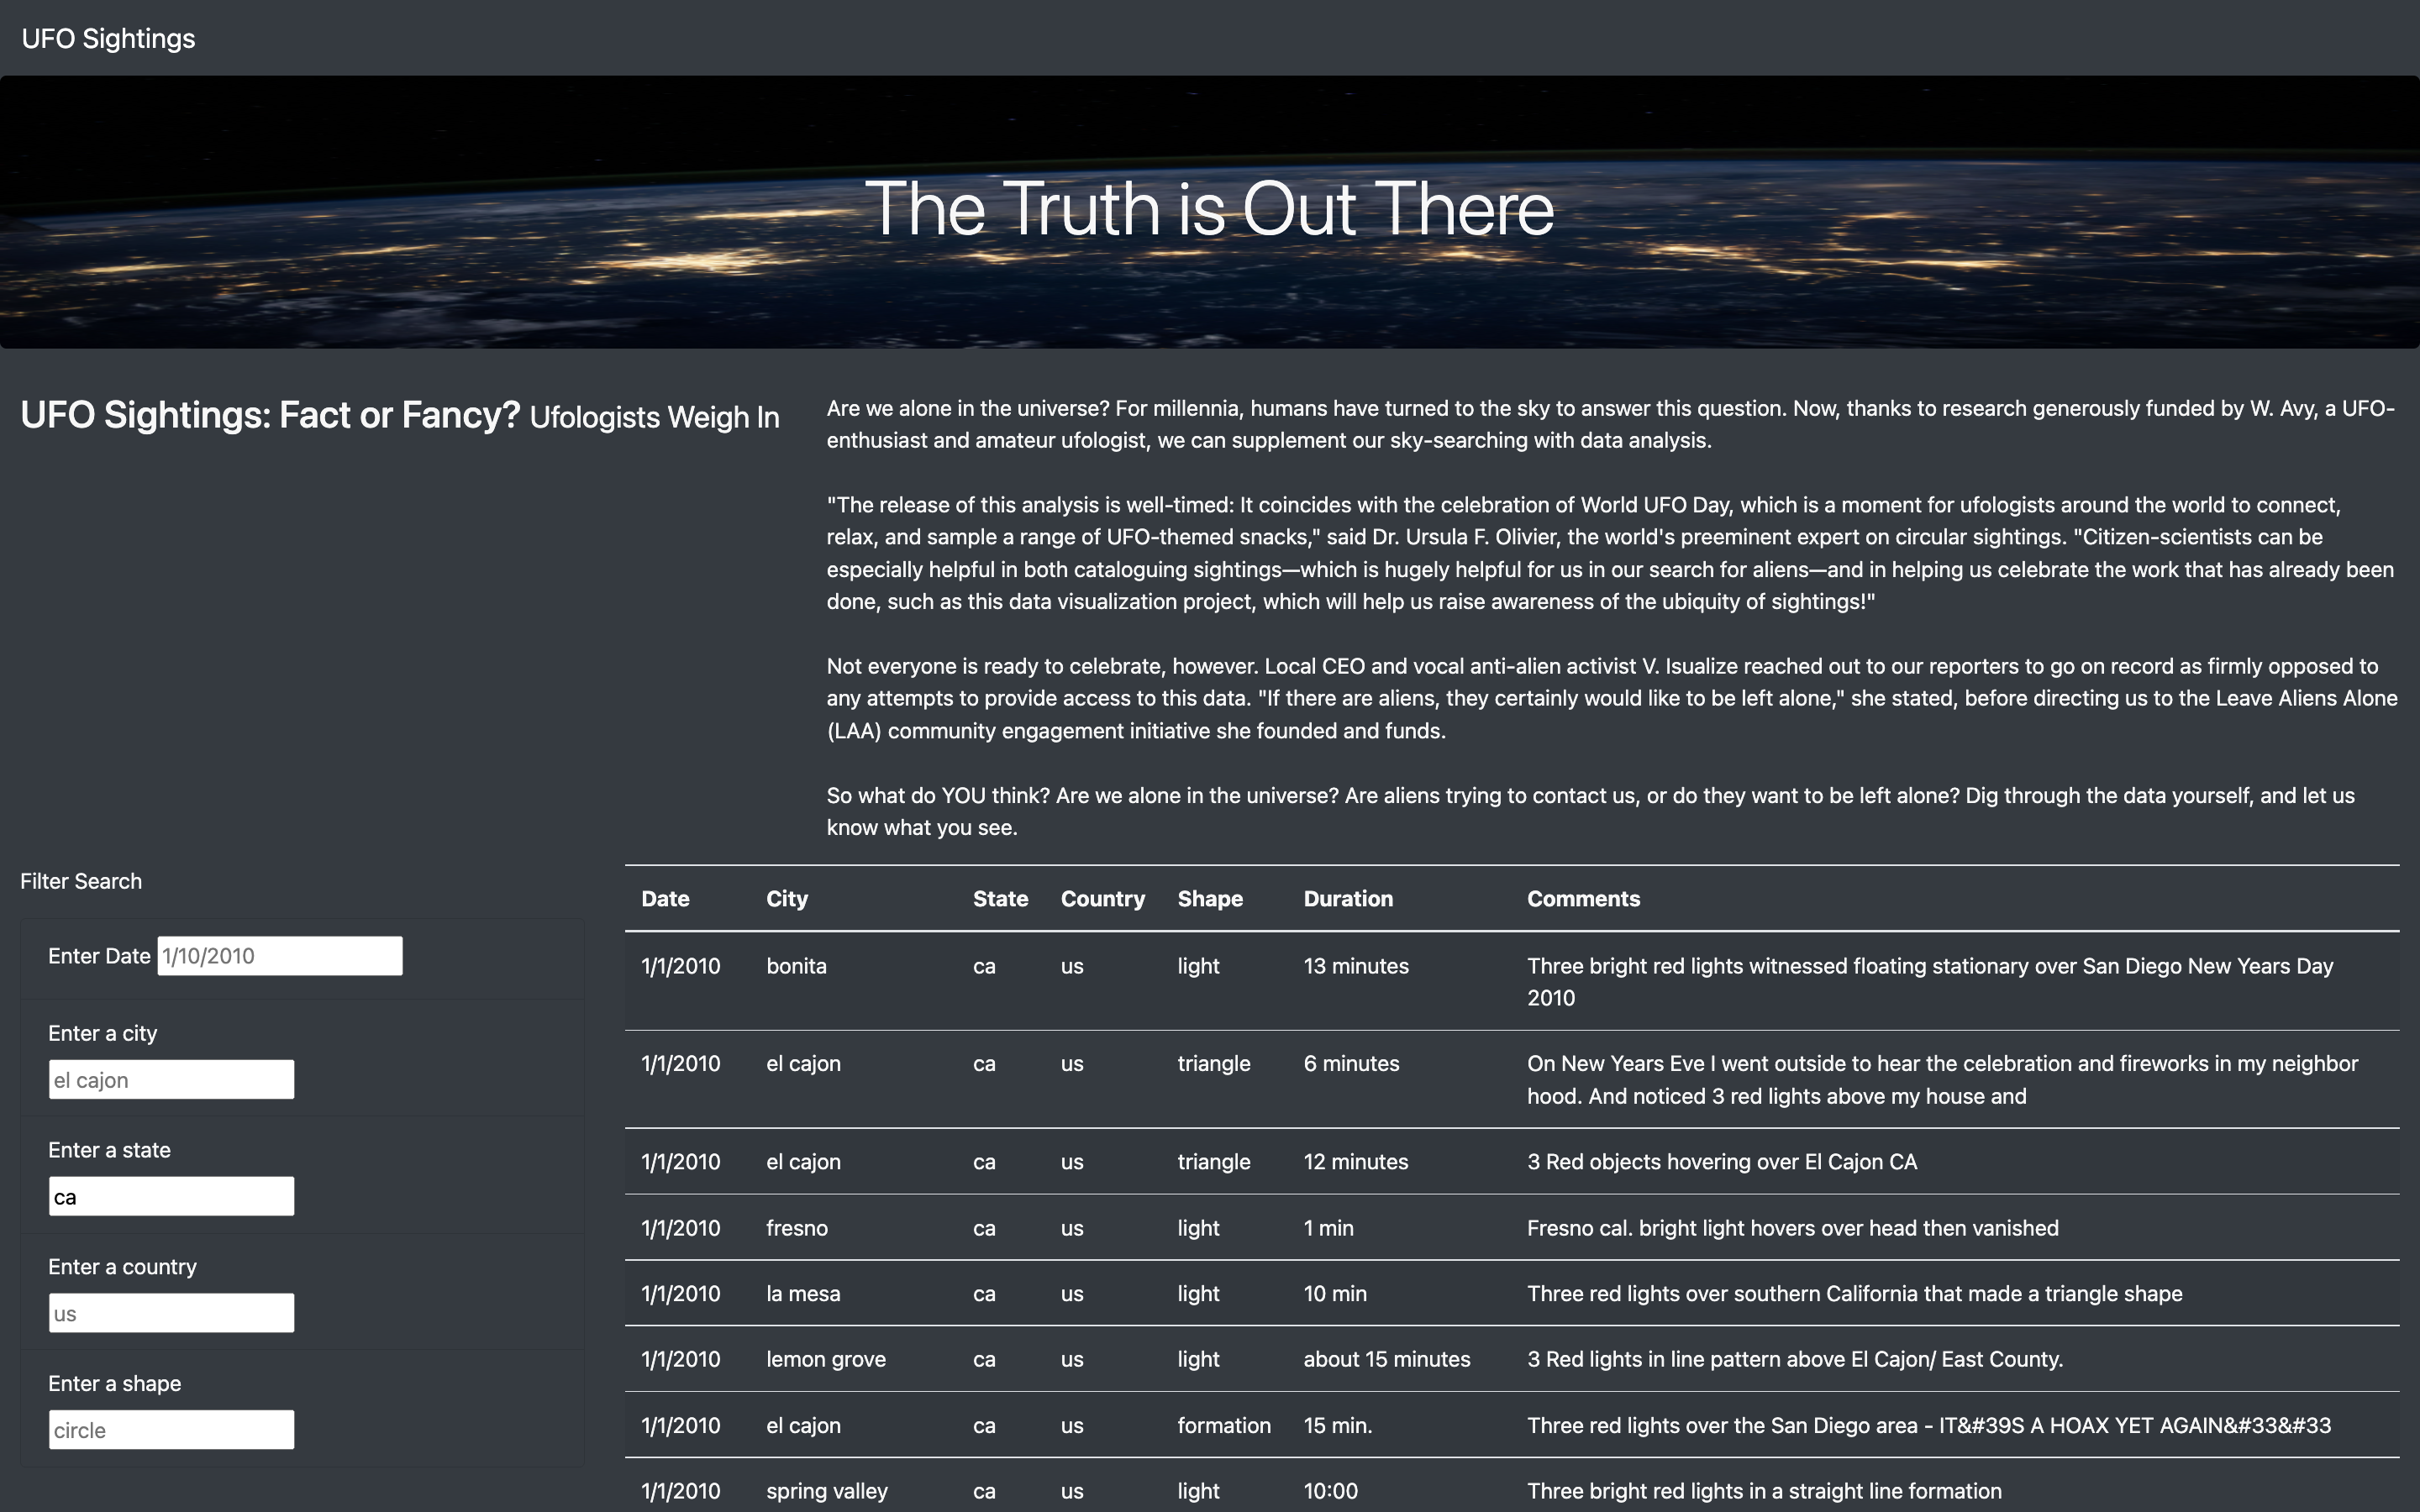 UFO Sightings
The Truth is Out There
UFO Sightings: Fact or Fancy? Ufologists Weigh In
Are we alone in the universe? For millennia, humans have turned to the sky to answer this question. Now, thanks to research generously funded by W. Avy, a UFO-
enthusiast and amateur ufologist, we can supplement our sky-searching with data analysis.
"The release of this analysis is well-timed: It coincides with the celebration of World UFO Day, which is a moment for ufologists around the world to connect,
relax, and sample a range of UFO-themed snacks," said Dr. Ursula F. Olivier, the world's preeminent expert on circular sightings. "Citizen-scientists can be
especially helpful in both cataloguing sightings—which is hugely helpful for us in our search for aliens—and in helping us celebrate the work that has already been
done, such as this data visualization project, which will help us raise awareness of the ubiquity of sightings!"
Not everyone is ready to celebrate, however. Local CEO and vocal anti-alien activist V. Isualize reached out to our reporters to go on record as firmly opposed to
any attempts to provide access to this data. "If there are aliens, they certainly would like to be left alone," she stated, before directing us to the Leave Aliens Alone
(LAA) community engagement initiative she founded and funds.
So what do YOU think? Are we alone in the universe? Are aliens trying to contact us, or do they want to be left alone? Dig through the data yourself, and let us
know what you see.
Filter Search
Enter Date 1/10/2010
Enter a city
el cajon
Enter a state
ca
Enter a country
us
Enter a shape
circle
Date City State Country Shape Duration Comments
1/1/2010 bonita ca us light 13 minutes Three bright red lights witnessed floating stationary over San Diego New Years Day
2010
1/1/2010 el cajon ca us triangle 6 minutes On New Years Eve I went outside to hear the celebration and fireworks in my neighbor
hood. And noticed 3 red lights above my house and
1/1/2010 el cajon ca us triangle 12 minutes 3 Red objects hovering over El Cajon CA
1/1/2010 fresno ca us light 1 min Fresno cal. bright light hovers over head then vanished
1/1/2010 la mesa ca us light 10 min Three red lights over southern California that made a triangle shape
1/1/2010 lemon grove ca us light about 15 minutes 3 Red lights in line pattern above El Cajon/ East County.
1/1/2010 el cajon ca us formation 15 min. Three red lights over the San Diego area - IT&#39S A HOAX YET AGAIN&#33&#33
1/1/2010 spring valley ca us light 10:00 Three bright red lights in a straight line formation